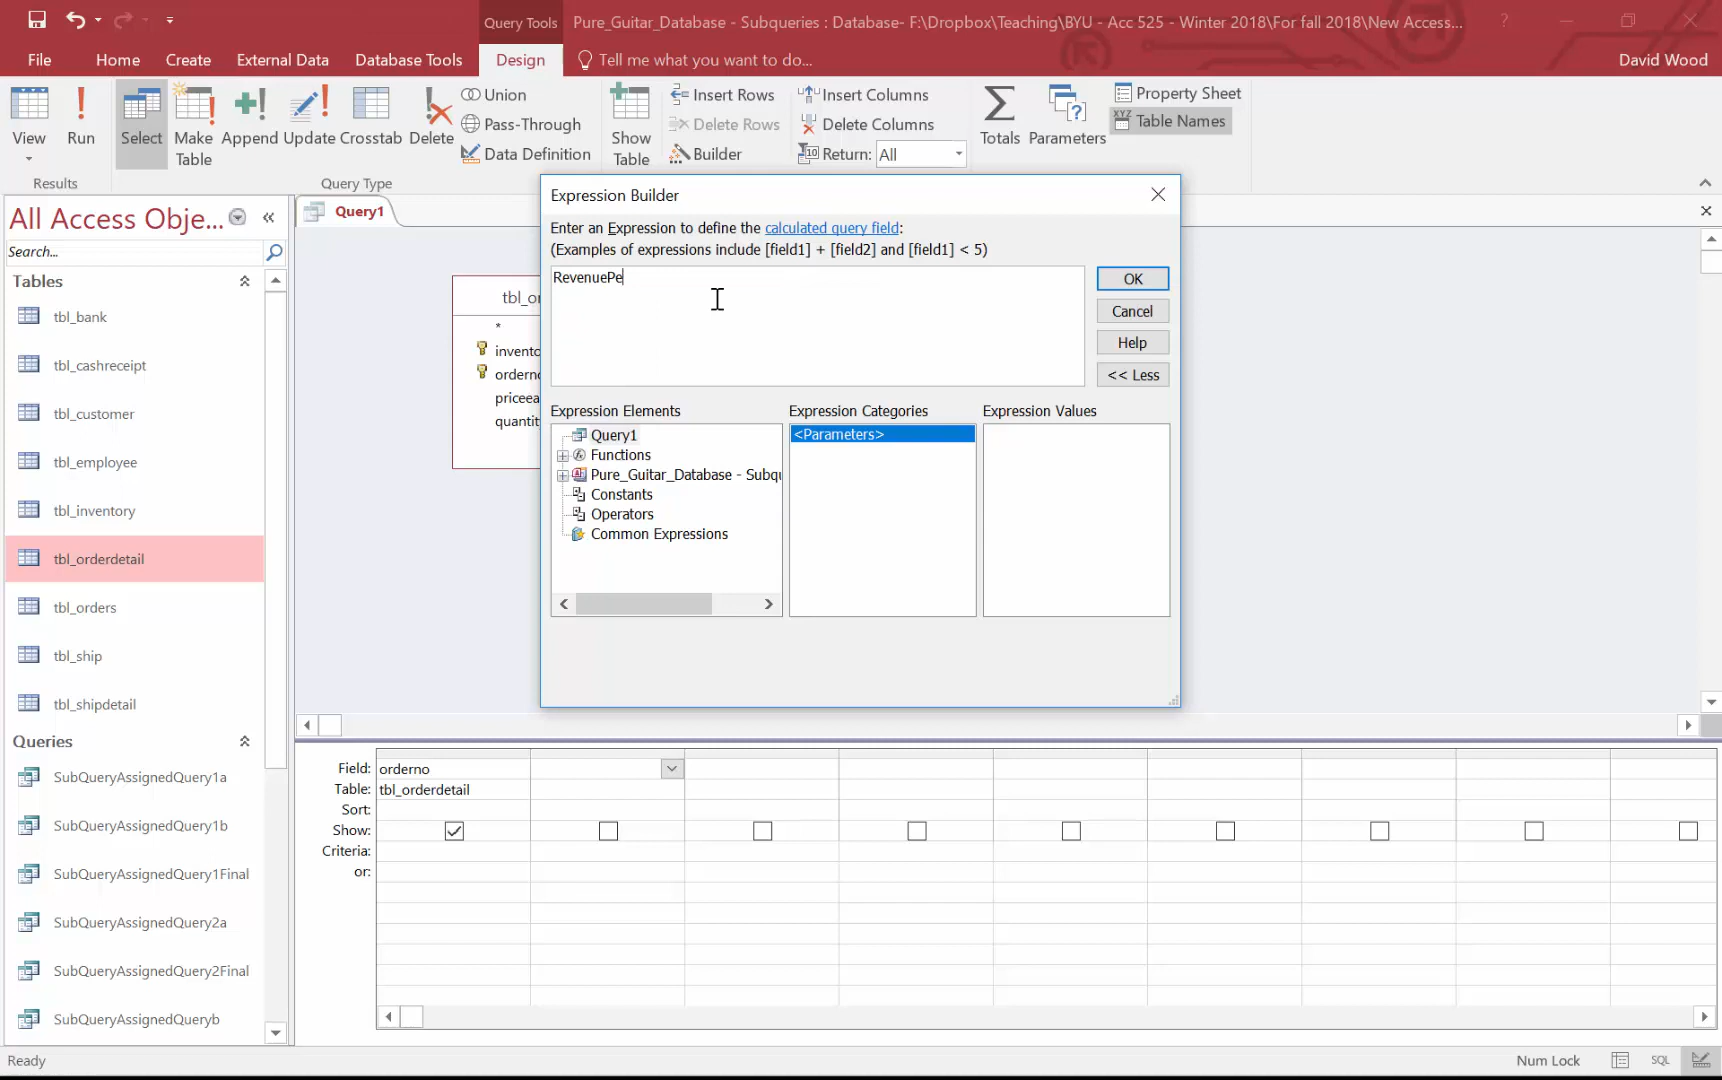 Query Tools
Pure_Guitar_Database - Subqueries : Database- F:\Dropbox\Teaching\BYU - Acc 525 - Winter 2018\For fall 2018\New Access...
?
File
Home
Create
External Data
Database Tools
Design
Tell me what you want to do...
David Wood
View
Run
Select
Make Table
Append
Update
Crosstab
Delete
Union
Pass-Through
Data Definition
Show Table
Insert Rows
Delete Rows
Builder
Insert Columns
Delete Columns
Return:
All
Totals
Parameters
Property Sheet
Table Names
Results
Query Type
All Access Obje...
Search...
Tables
tbl_bank
tbl_cashreceipt
tbl_customer
tbl_employee
tbl_inventory
tbl_orderdetail
tbl_orders
tbl_ship
tbl_shipdetail
Queries
SubQueryAssignedQuery1a
SubQueryAssignedQuery1b
SubQueryAssignedQuery1Final
SubQueryAssignedQuery2a
SubQueryAssignedQuery2Final
SubQueryAssignedQueryb
Query1
tbl_or
*
invento
orderno
pricea
quantit
Expression Builder
Enter an Expression to define the calculated query field:
(Examples of expressions include [field1] + [field2] and [field1] < 5)
RevenuePe
OK
Cancel
Help
<< Less
Expression Elements
Query1
Functions
Pure_Guitar_Database - Subqu
Constants
Operators
Common Expressions
Expression Categories
<Parameters>
Expression Values
Field: orderno
Table: tbl_orderdetail
Sort:
Show:
Criteria:
or:
Ready
Num Lock
SQL